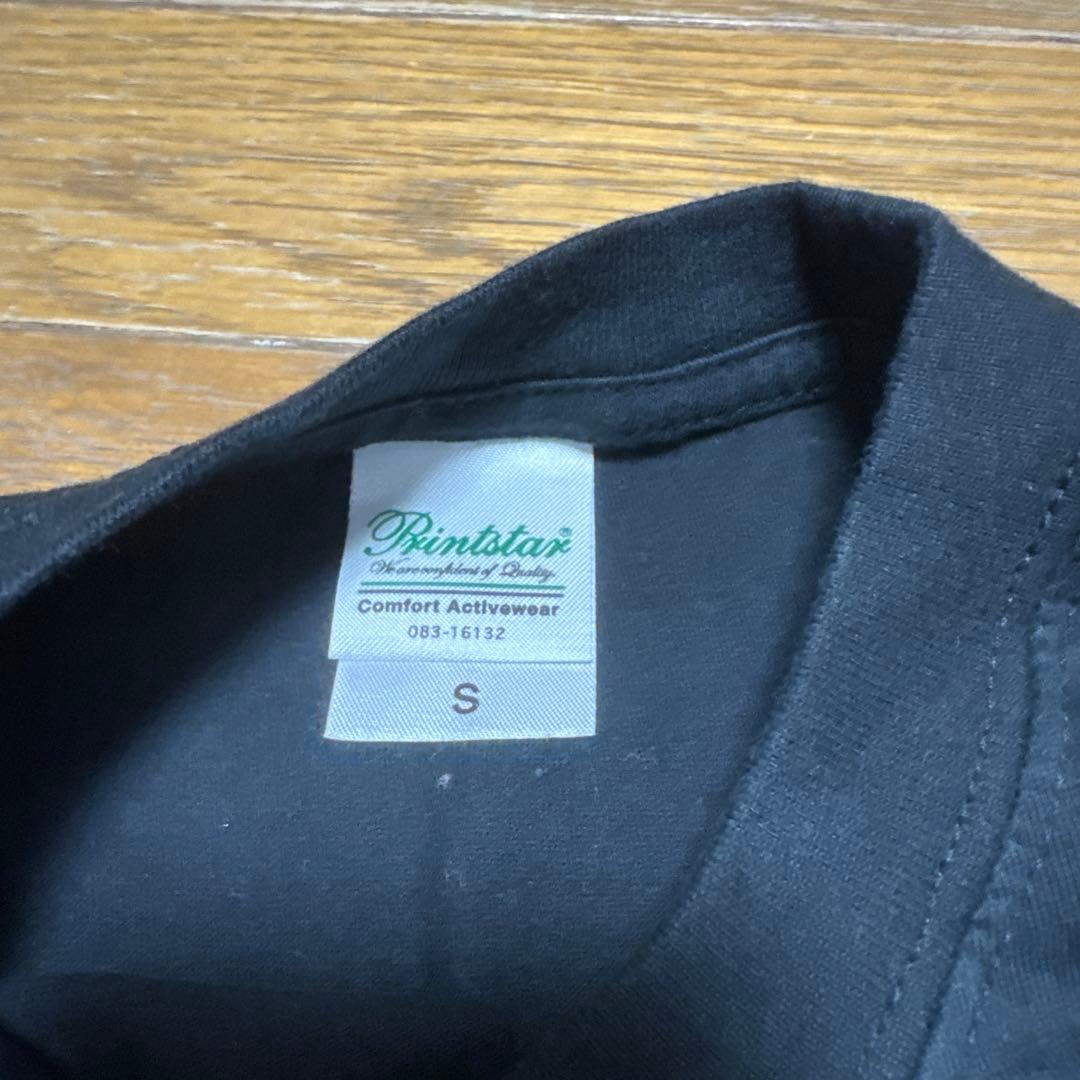 Printstar®
We are confident of Quality.
Comfort Activewear
083-16132
S